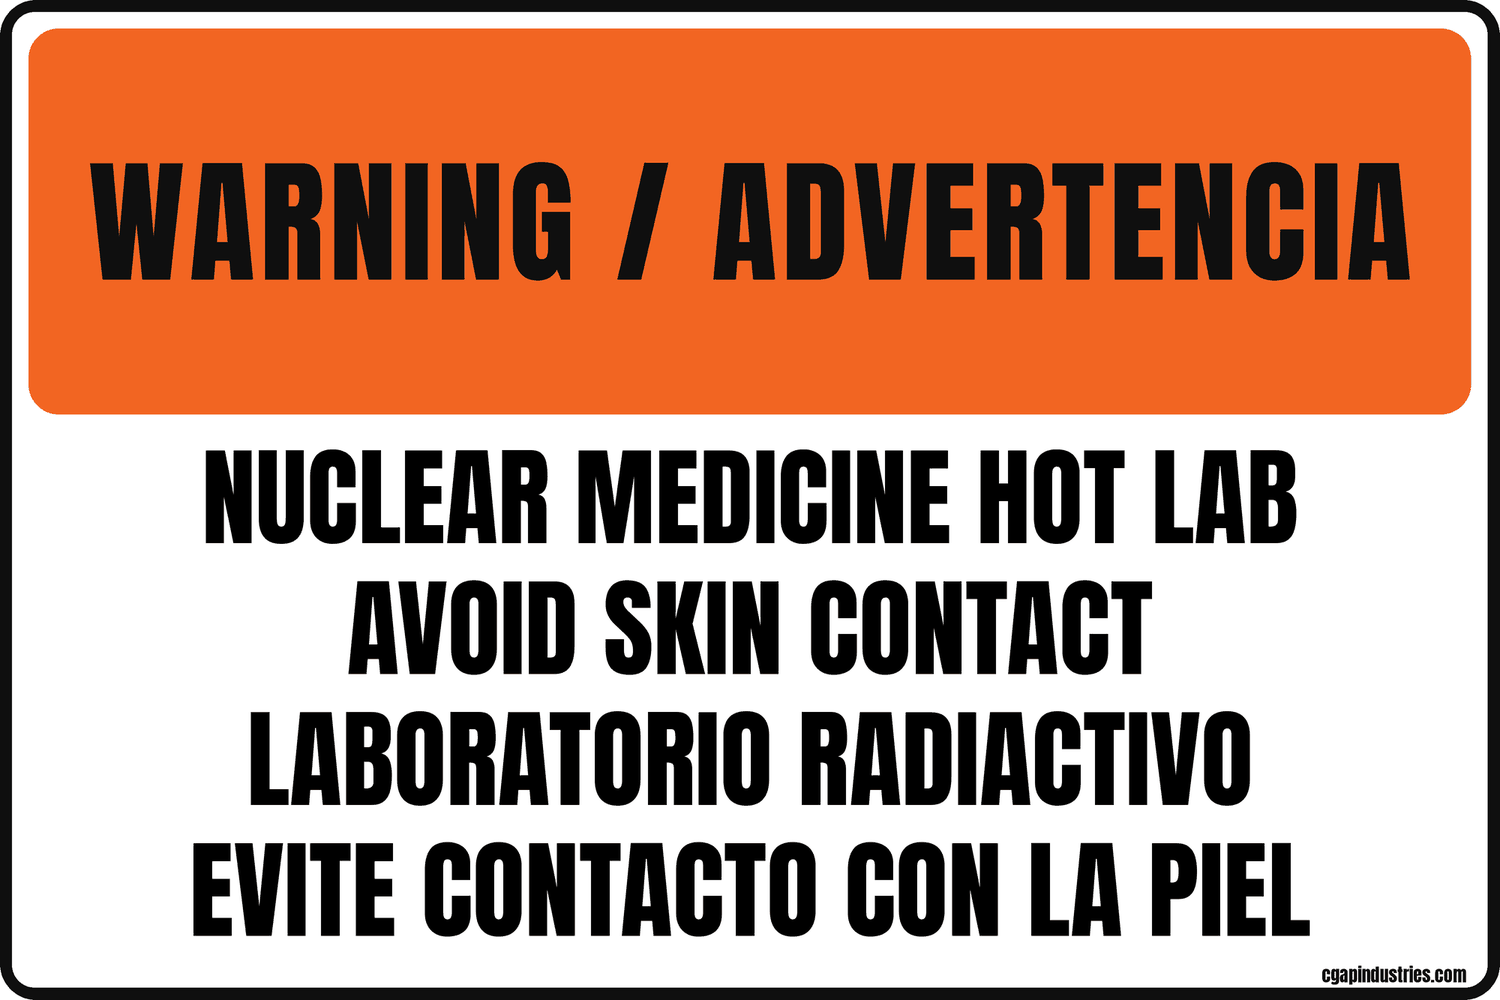 WARNING / ADVERTENCIA
NUCLEAR MEDICINE HOT LAB
AVOID SKIN CONTACT
LABORATORIO RADIACTIVO
EVITE CONTACTO CON LA PIEL
cgapindustries.com